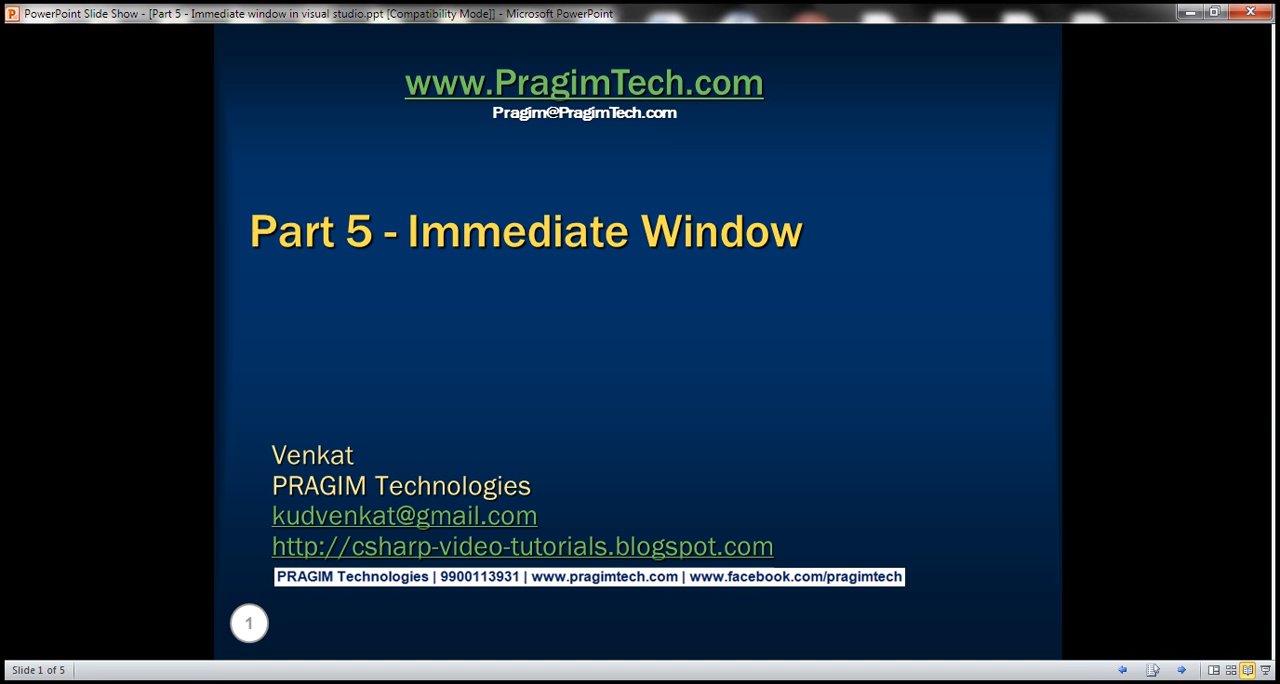 PowerPoint Slide Show - [Part 5 - Immediate window in visual studio.ppt [Compatibility Mode]] - Microsoft PowerPoint
www.PragimTech.com
Pragim@PragimTech.com
Part 5 - Immediate Window
Venkat
PRAGIM Technologies
kudvenkat@gmail.com
http://csharp-video-tutorials.blogspot.com
PRAGIM Technologies | 9900113931 | www.pragimtech.com | www.facebook.com/pragimtech
1
Slide 1 of 5